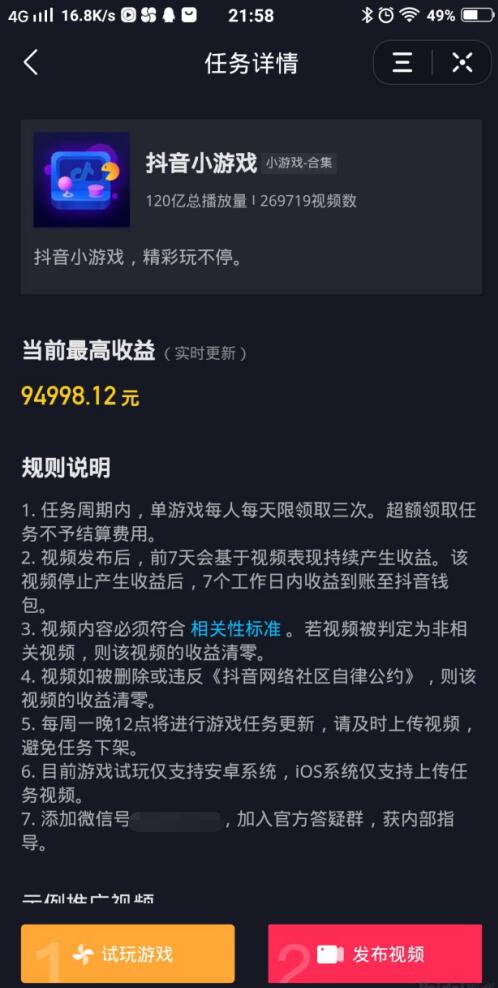 4G 16.8K/s 21:58 49%
任务详情
抖音小游戏 小游戏-合集
120亿总播放量 | 269719视频数
抖音小游戏，精彩玩不停。
当前最高收益（实时更新）
94998.12 元
规则说明
1. 任务周期内，单游戏每人每天限领取三次。超额领取任
务不予结算费用。
2. 视频发布后，前7天会基于视频表现持续产生收益。该
视频停止产生收益后，7个工作日内收益到账至抖音钱
包。
3. 视频内容必须符合 相关性标准 。若视频被判定为非相
关视频，则该视频的收益清零。
4. 视频如被删除或违反《抖音网络社区自律公约》，则该
视频的收益清零。
5. 每周一晚12点将进行游戏任务更新，请及时上传视频，
避免任务下架。
6. 目前游戏试玩仅支持安卓系统，iOS系统仅支持上传任
务视频。
7. 添加微信号 ，加入官方答疑群，获内部指
导。
示例推广视频
1 试玩游戏
2 发布视频